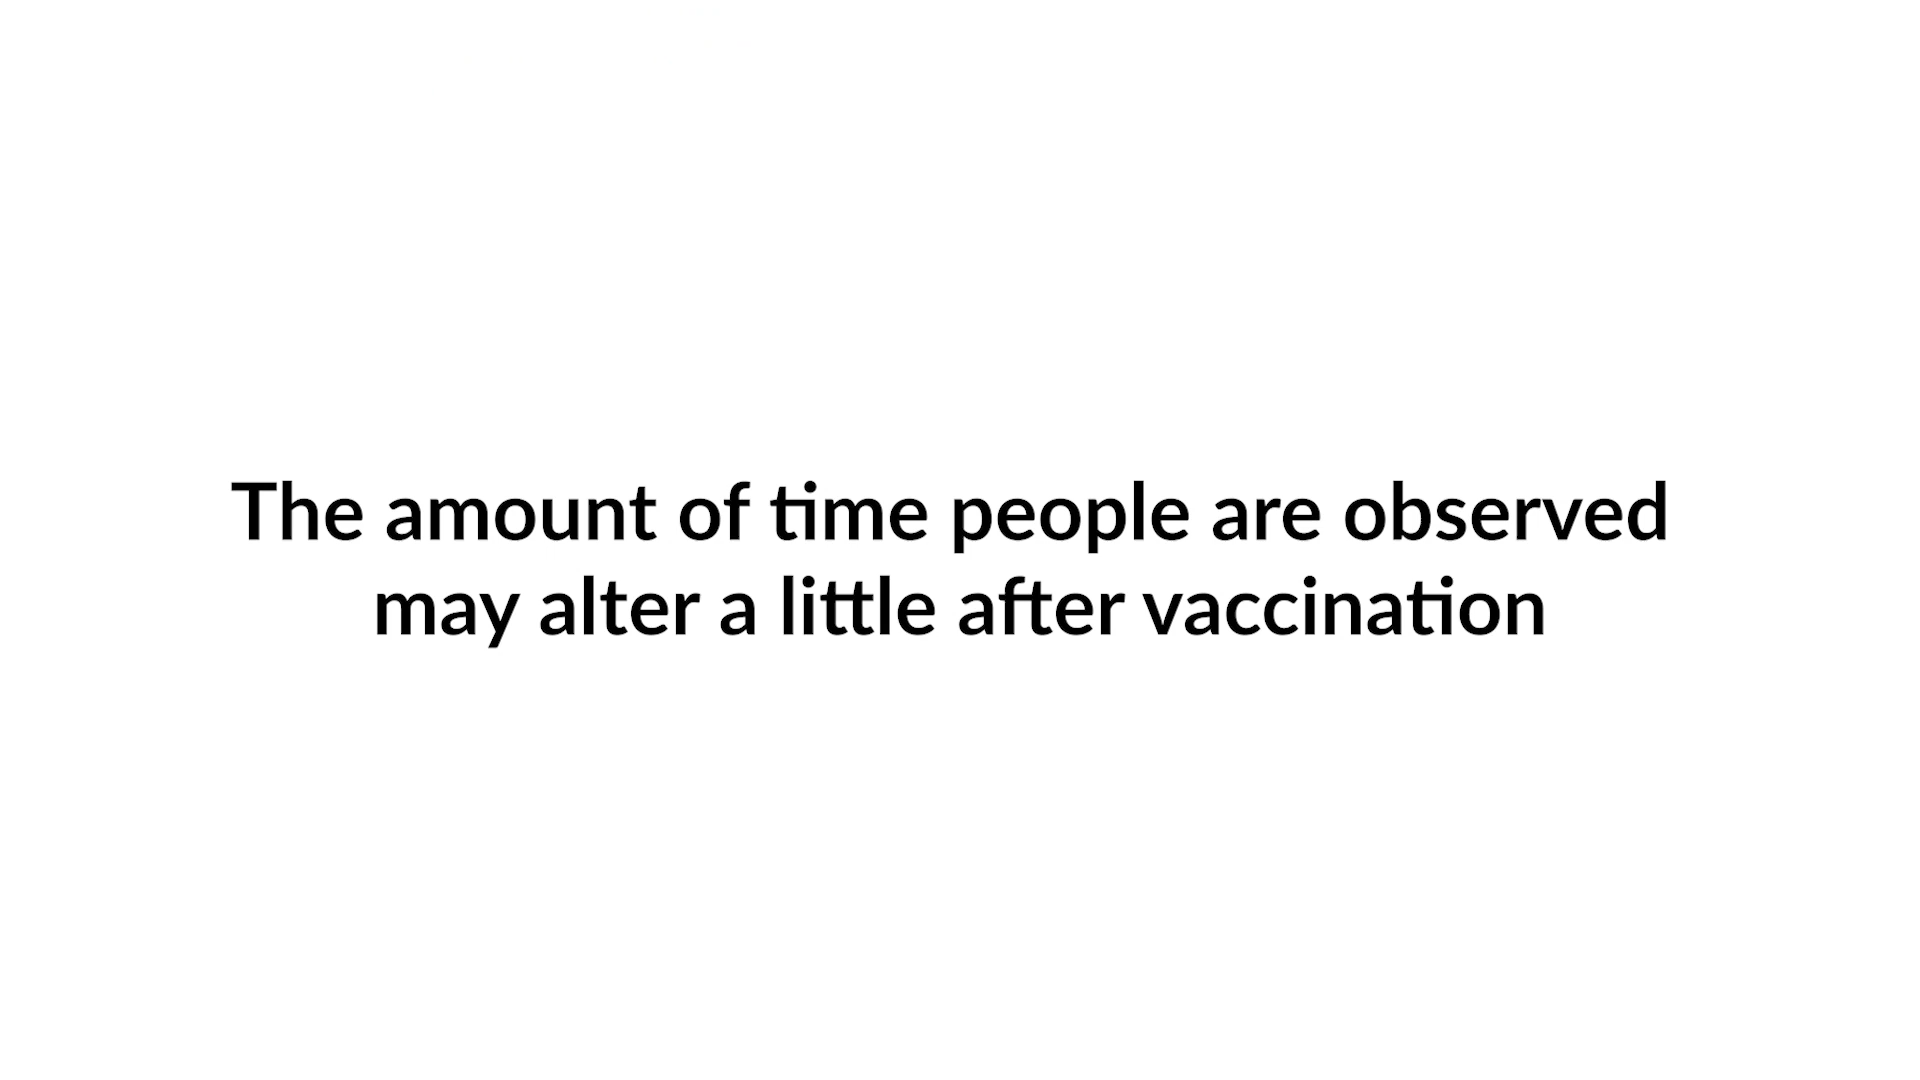 The amount of time people are observed
may alter a little after vaccination